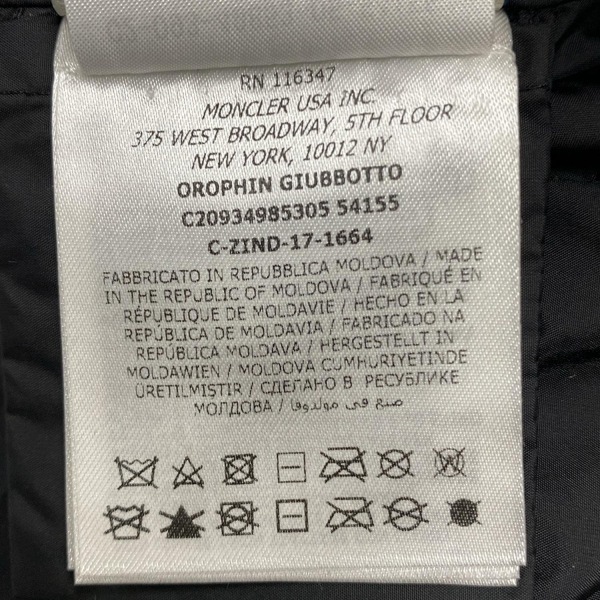 RN 116347
MONCLER USA INC.
375 WEST BROADWAY, 5TH FLOOR
NEW YORK, 10012 NY
OROPHIN GIUBBOTTO
C20934985305 54155
C-ZIND-17-1664
FABBRICATO IN REPUBBLICA MOLDOVA / MADE
IN THE REPUBLIC OF MOLDOVA / FABRIQUÉ EN
RÉPUBLIQUE DE MOLDAVIE / HECHO EN LA
REPÚBLICA DE MOLDAVIA / FABRICADO NA
REPÚBLICA MOLDOVA / HERGESTELLT IN
MOLDAWIEN / MOLDOVA CUMHURIYETINDE
ÜRETILMISTIR / СДЕЛАНО В РЕСПУБЛИКЕ
МОЛДОВА / صنع في مولدوفا